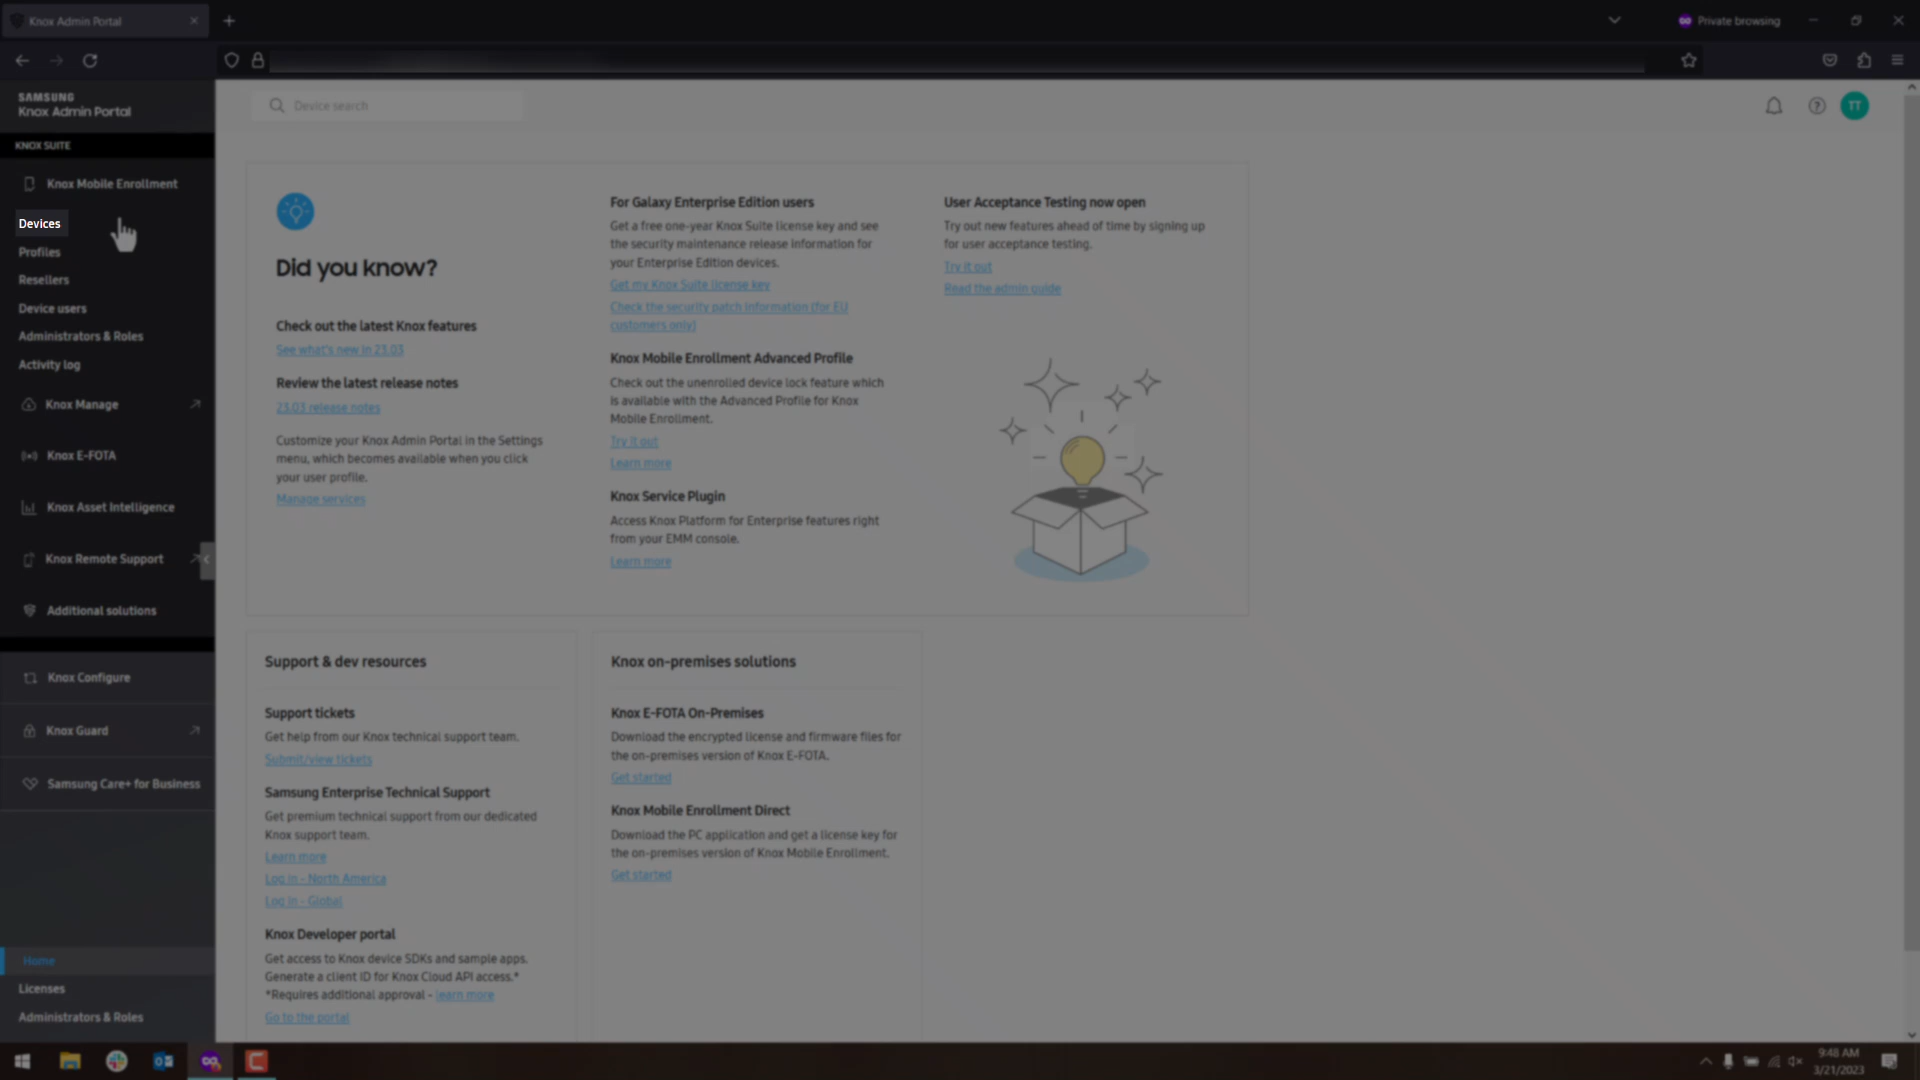 Knox Admin Portal
Private browsing
SAMSUNG
Knox Admin Portal
Device search
TT
KNOX SUITE
Knox Mobile Enrollment
Devices
Profiles
Resellers
Device users
Administrators & Roles
Activity log
Knox Manage
Knox E-FOTA
Knox Asset Intelligence
Knox Remote Support
Additional solutions
Knox Configure
Knox Guard
Samsung Care+ for Business
Home
Licenses
Administrators & Roles
Did you know?
Check out the latest Knox features
See what's new in 23.03
Review the latest release notes
23.03 release notes
Customize your Knox Admin Portal in the Settings
menu, which becomes available when you click
your user profile.
Manage services
For Galaxy Enterprise Edition users
Get a free one-year Knox Suite license key and see
the security maintenance release information for
your Enterprise Edition devices.
Get my Knox Suite license key
Check the security patch information (for EU
customers only)
Knox Mobile Enrollment Advanced Profile
Check out the unenrolled device lock feature which
is available with the Advanced Profile for Knox
Mobile Enrollment.
Try it out
Learn more
Knox Service Plugin
Access Knox Platform for Enterprise features right
from your EMM console.
Learn more
User Acceptance Testing now open
Try out new features ahead of time by signing up
for user acceptance testing.
Try it out
Read the admin guide
Support & dev resources
Support tickets
Get help from our Knox technical support team.
Submit/view tickets
Samsung Enterprise Technical Support
Get premium technical support from our dedicated
Knox support team.
Learn more
Log in - North America
Log in - Global
Knox Developer portal
Get access to Knox device SDKs and sample apps.
Generate a client ID for Knox Cloud API access.*
*Requires additional approval - learn more
Go to the portal
Knox on-premises solutions
Knox E-FOTA On-Premises
Download the encrypted license and firmware files for
the on-premises version of Knox E-FOTA.
Get started
Knox Mobile Enrollment Direct
Download the PC application and get a license key for
the on-premises version of Knox Mobile Enrollment.
Get started
9:48 AM
3/21/2023